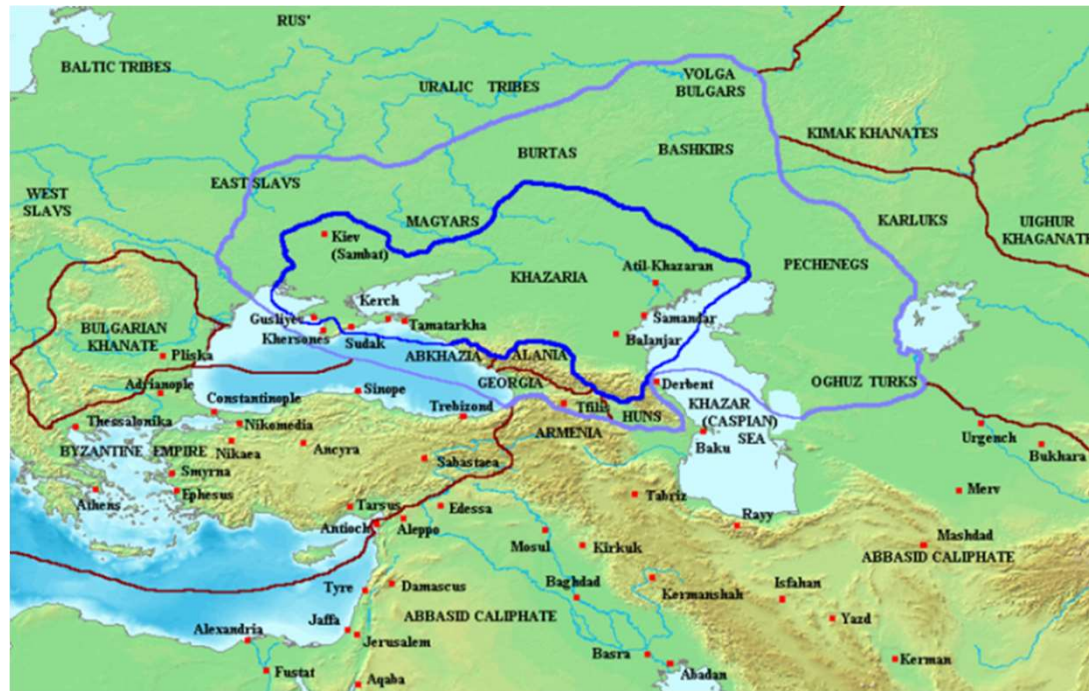 RUS'
BALTIC TRIBES
URALIC TRIBES
VOLGA
BULGARS
KIMAK KHANATES
BURTAS
BASHKIRS
EAST SLAVS
WEST
SLAVS
MAGYARS
KARLUKS
UIGHUR
KHAGANATE
Kiev
(Sambat)
KHAZARIA
Atil-Khazaran
PECHENEGS
Kerch
Gusliyev
Khersones
Sudak
Tamatarkha
Samandar
Balanjar
BULGARIAN
KHANATE
Pliska
ABKHAZIA
ALANIA
GEORGIA
Derbent
OGHUZ TURKS
Adrianople
Constantinople
Sinope
Trebizond
Tfilis
HUNS
KHAZAR
(CASPIAN)
SEA
Baku
Thessalonika
Nikomedia
Nikaea
Ancyra
ARMENIA
Urgench
Bukhara
BYZANTINE EMPIRE
Smyrna
Ephesus
Athens
Sabastaea
Tarsus
Edessa
Antioch
Aleppo
Tabriz
Merv
Rayy
Mashdad
ABBASID CALIPHATE
Mosul
Kirkuk
Tyre
Damascus
Baghdad
Kermanshah
Isfahan
Yazd
ABBASID CALIPHATE
Alexandria
Jaffa
Jerusalem
Fustat
Aqaba
Basra
Abadan
Kerman